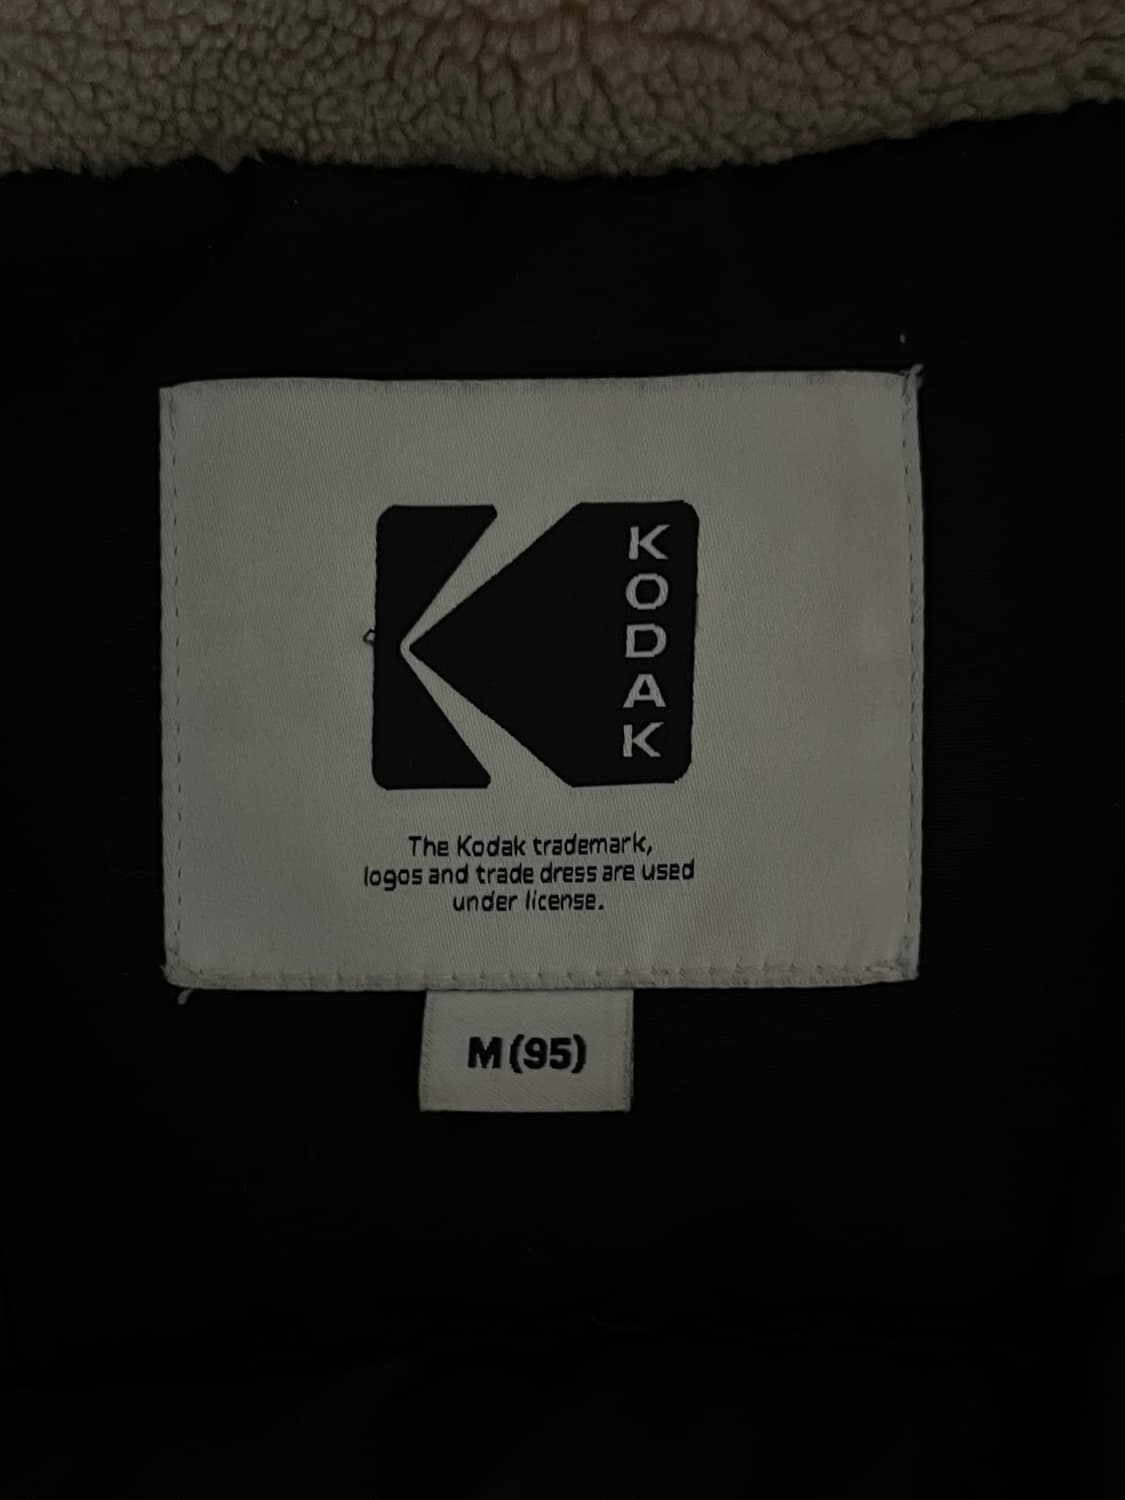 KODAK
The Kodak trademark,
logos and trade dress are used
under license.
M (95)